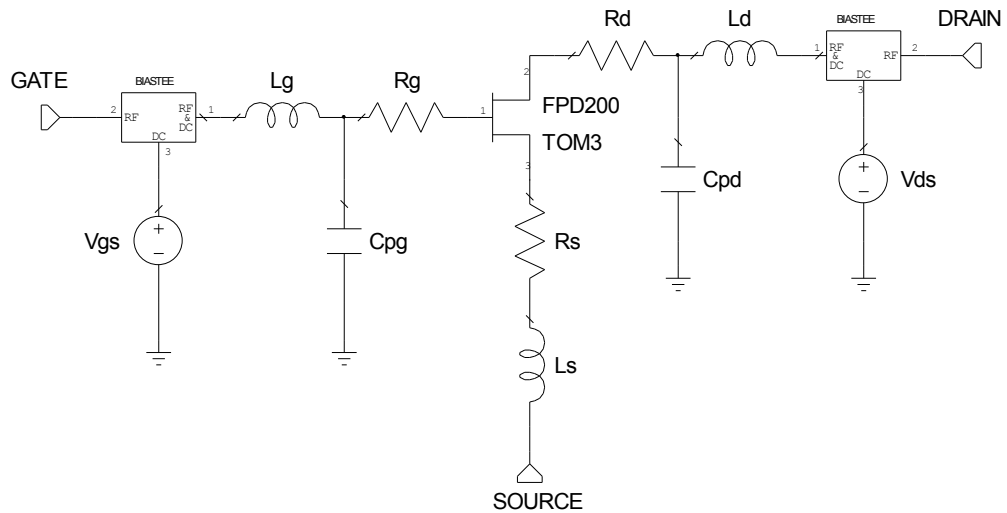 Rd
Ld
DRAIN
BIASTEE
1
RF
&
DC
RF
2
DC
3
GATE
BIASTEE
2
RF
RF
&
DC
1
DC
3
Lg
Rg
1
2
3
FPD200
TOM3
Cpd
Vds
+
−
Vgs
+
−
Cpg
Rs
Ls
SOURCE